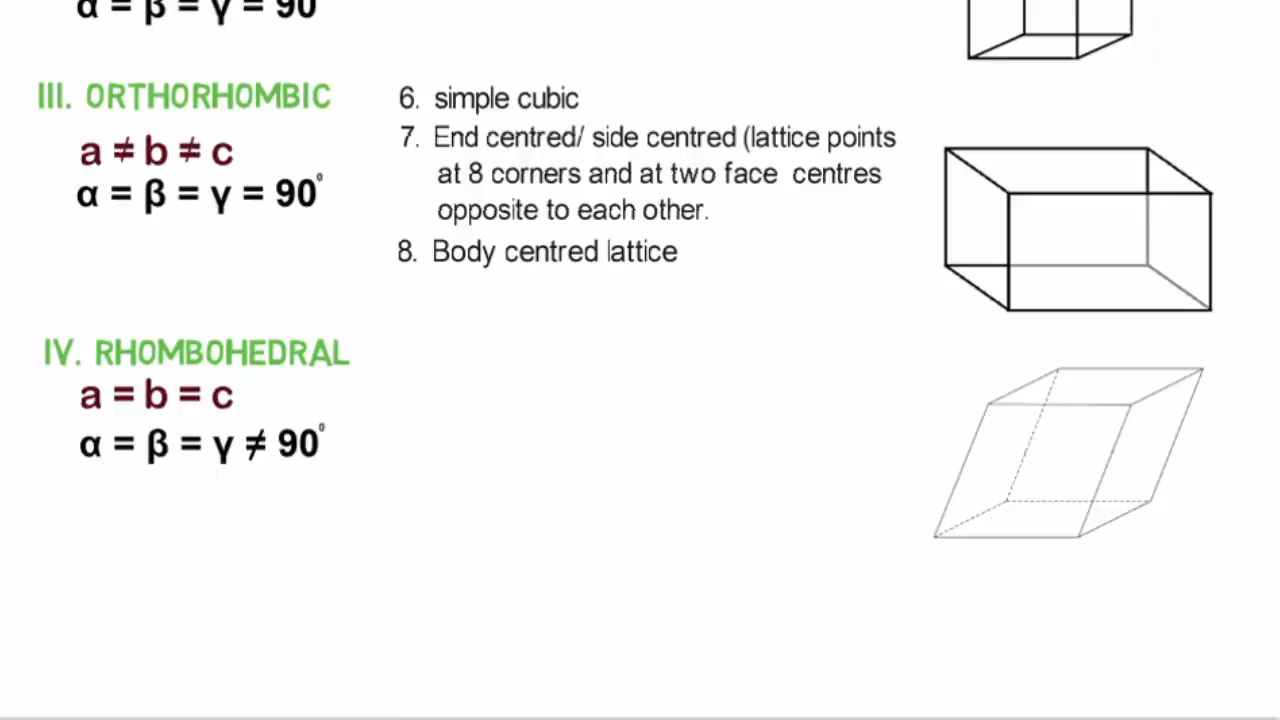 α = β = γ = 90
III. ORTHORHOMBIC
a ≠ b ≠ c
α = β = γ = 90°
6. simple cubic
7. End centred/ side centred (lattice points
at 8 corners and at two face centres
opposite to each other.
8. Body centred lattice
IV. RHOMBOHEDRAL
a = b = c
α = β = γ ≠ 90°